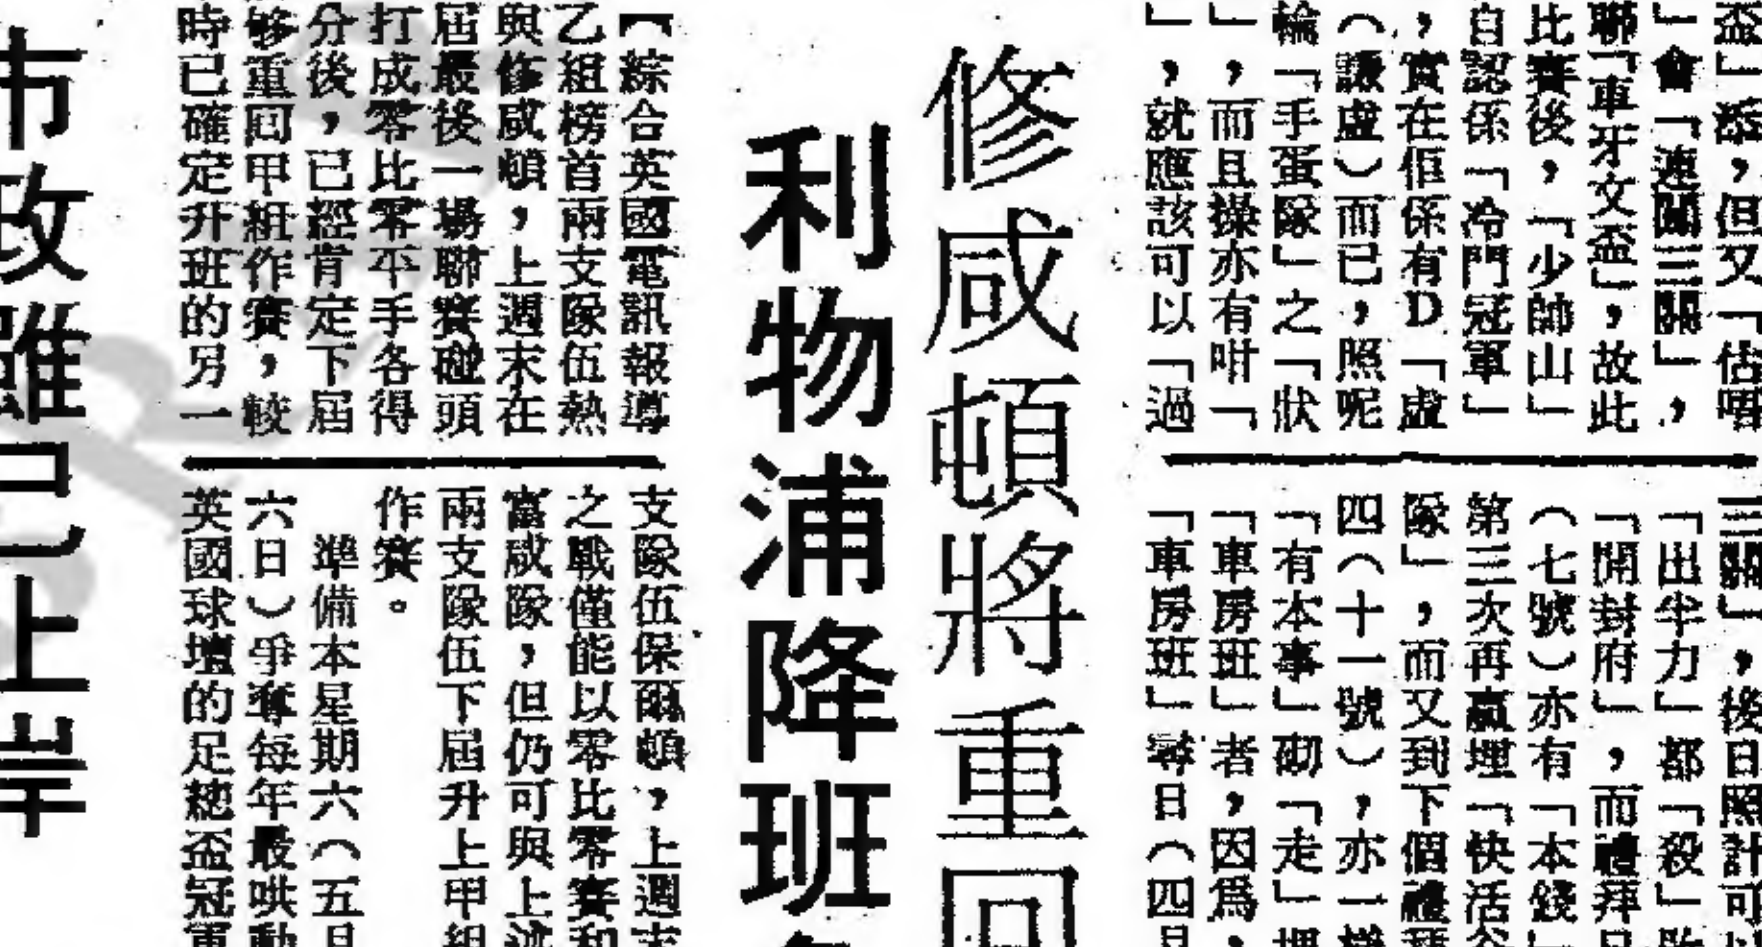 盃」添，但又「估唔
」會「連關三關」，
聯「車牙文盃」，故此
比賽後，「少帥山」
自認係「冷門冠軍」
，實在佢係有D「虛
（謙虛）而已，照呢
輪「手蛋隊」之「狀
」，而且操亦有咁「
」，就應該可以「過
三關」，後日照計可
「出半力」都「殺」
「開封府」，而禮拜日
（七號）亦有「本錢」
第三次再贏埋「快活谷
隊」，而又到下個禮拜
四（十一號），亦一樣
「有本事」砌「走」埋
「車房班」者，因爲，
「車房班」尋日（四月
修咸頓將重回
利物浦降班
【綜合英國電訊報導
乙組榜首兩支隊伍熱
與修咸頓，上週末在
屆最後一場聯賽碰頭
打成零比零平手各得
分後，已經肯定下屆
够重回甲組作賽，較
時已確定升班的另一
支隊伍保爾頓，上週末
之戰僅能以零比零賽和
富咸隊，但仍可與上述
兩支隊伍下屆升上甲組
作賽。
準備本星期六（五月
六日）爭奪每年最哄動
英國球壇的足總盃冠軍
市政雖已上岸